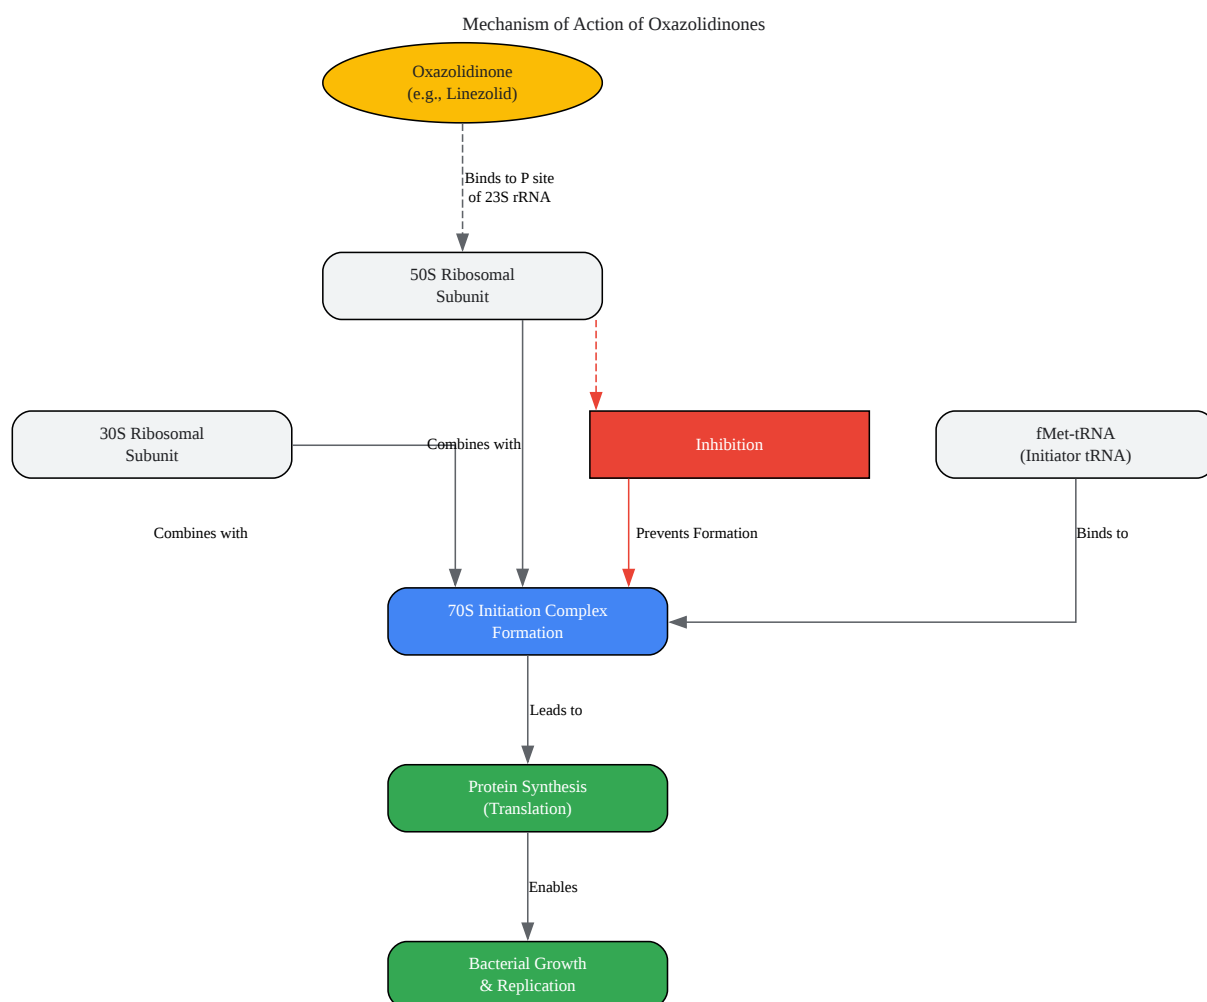 Mechanism of Action of Oxazolidinones
Oxazolidinone
(e.g., Linezolid)
Binds to P site
of 23S rRNA
50S Ribosomal
Subunit
30S Ribosomal
Subunit
Combines with
Inhibition
fMet-tRNA
(Initiator tRNA)
Combines with
Prevents Formation
Binds to
70S Initiation Complex
Formation
Leads to
Protein Synthesis
(Translation)
Enables
Bacterial Growth
& Replication